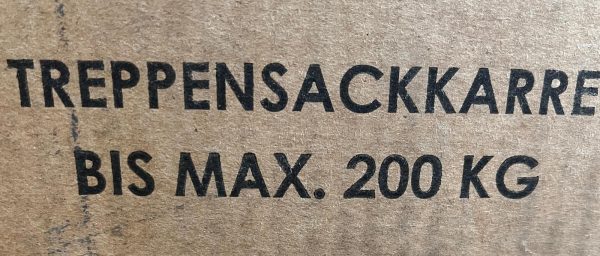 TREPPENSACKKARRE
BIS MAX. 200 KG